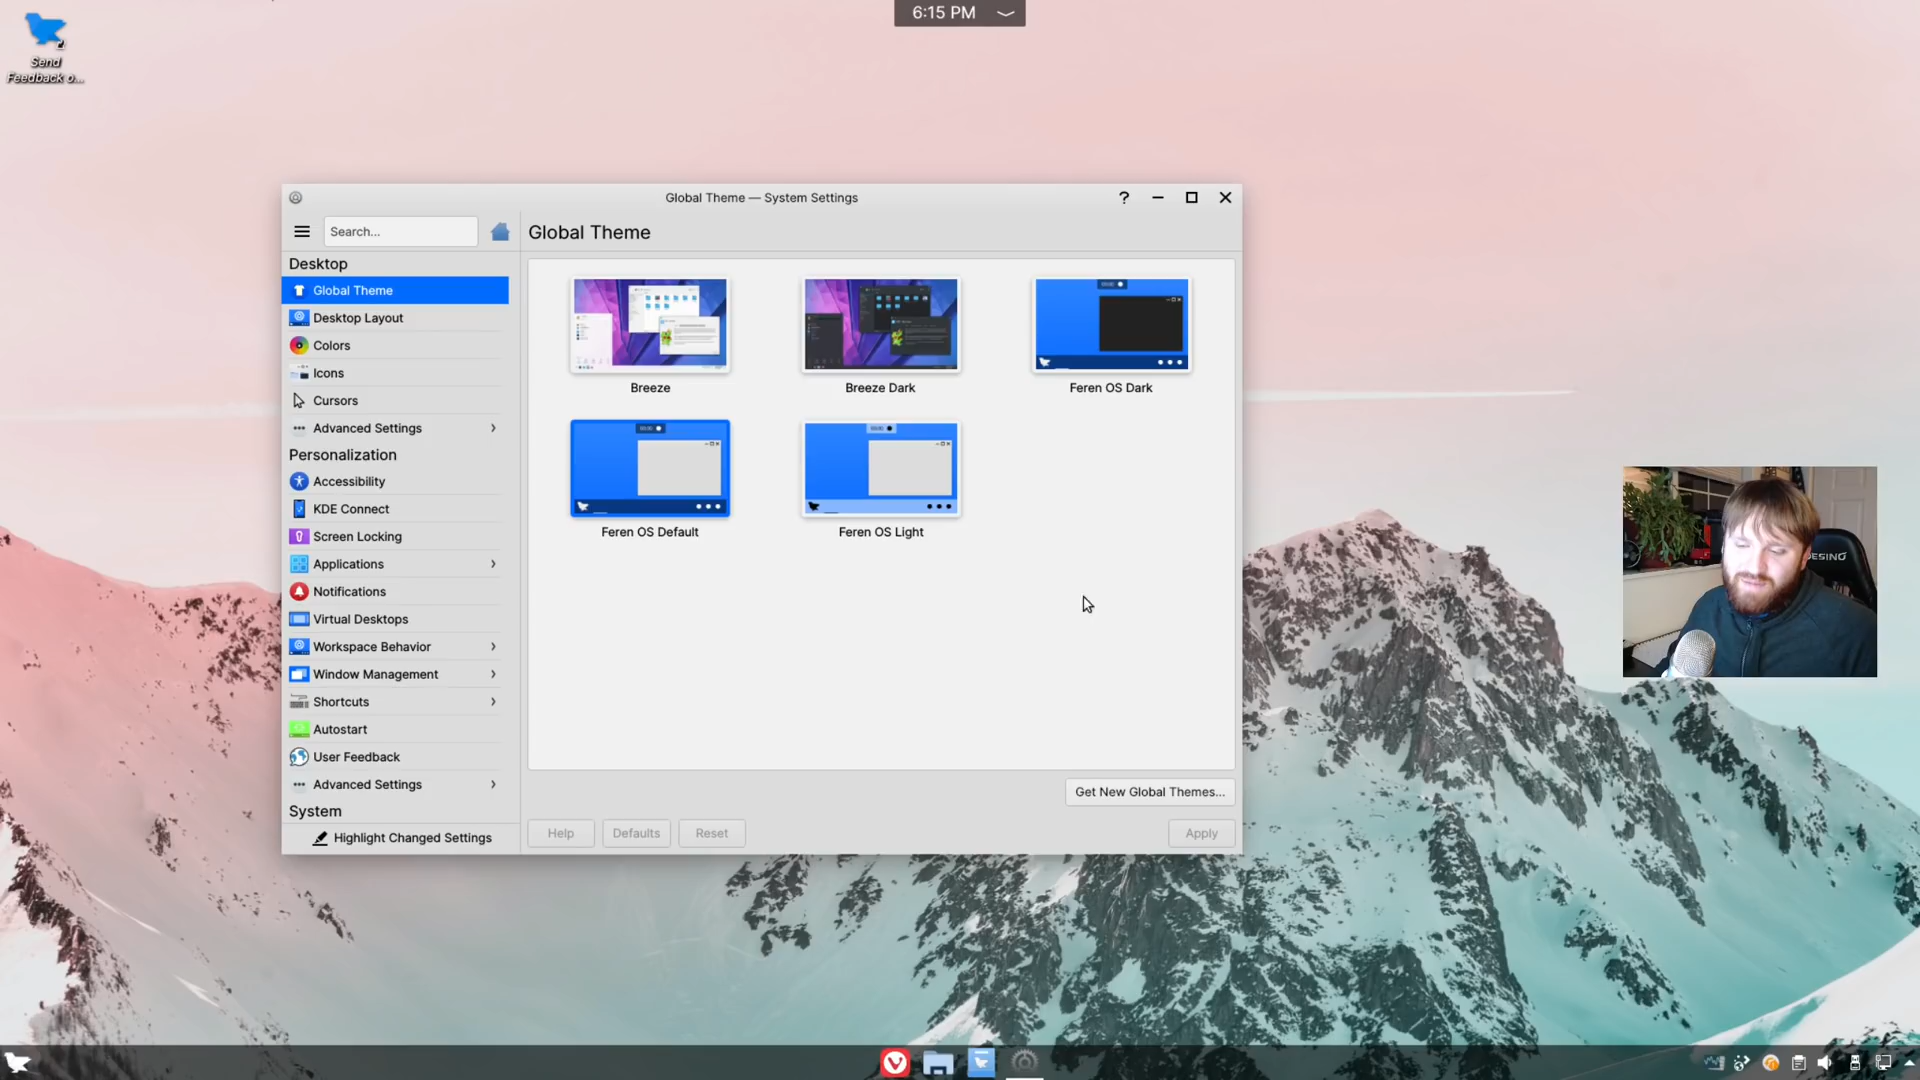 6:15 PM
Send
Feedback o...
Global Theme — System Settings
?
Search...
Global Theme
Desktop
Global Theme
Desktop Layout
Colors
Icons
Cursors
Advanced Settings
Personalization
Accessibility
KDE Connect
Screen Locking
Applications
Notifications
Virtual Desktops
Workspace Behavior
Window Management
Shortcuts
Autostart
User Feedback
Advanced Settings
System
Highlight Changed Settings
Breeze
Breeze Dark
Feren OS Dark
Feren OS Default
Feren OS Light
Get New Global Themes...
Help
Defaults
Reset
Apply
ESINO